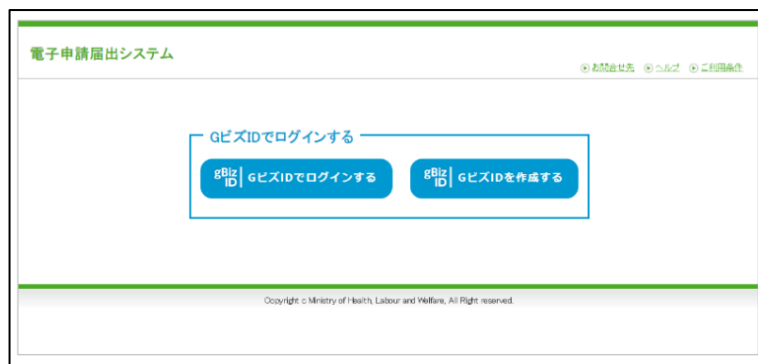 電子申請届出システム
お問合せ先 ヘルプ ご利用条件
GビズIDでログインする
gBiz ID GビズIDでログインする gBiz ID GビズIDを作成する
Copyright c Ministry of Health, Labour and Welfare, All Right reserved.